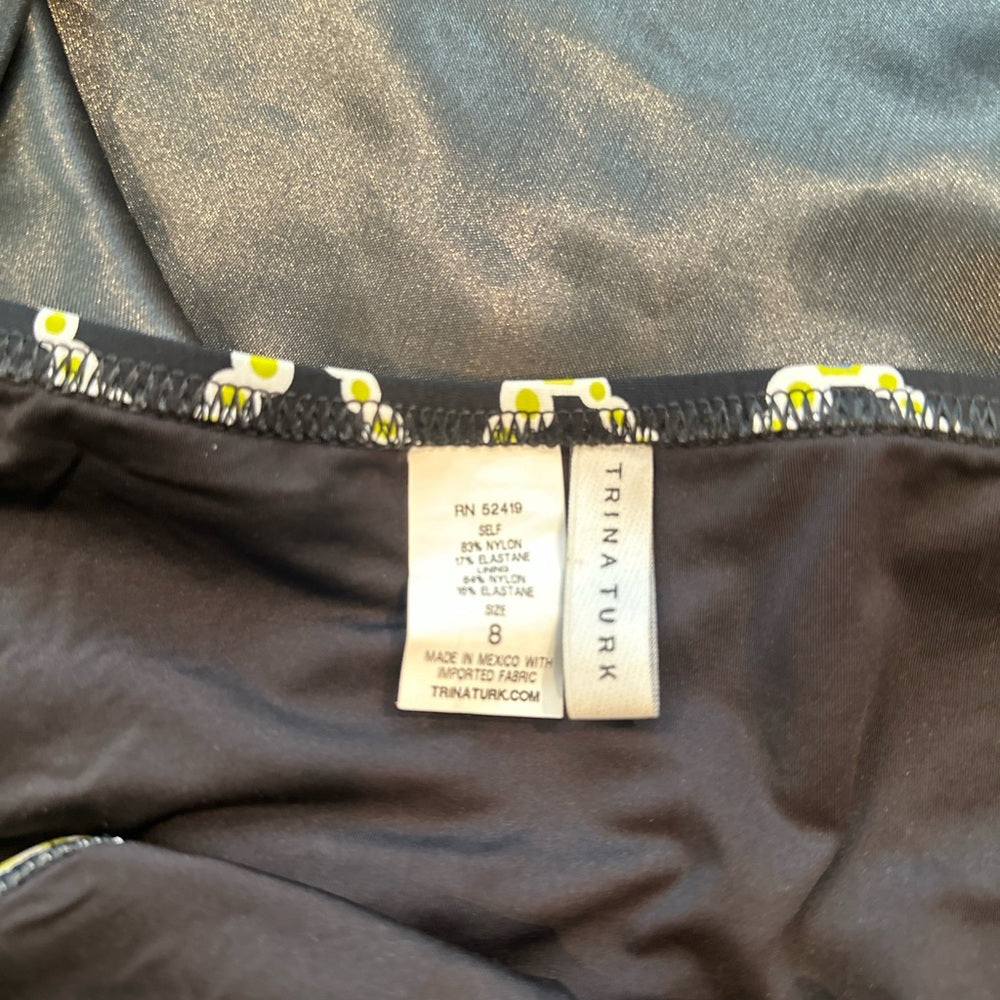 RN 52419
SELF
83% NYLON
17% ELASTANE
LINING
84% NYLON
16% ELASTANE
SIZE
8
MADE IN MEXICO WITH
IMPORTED FABRIC
TRINATURK.COM
TRINA TURK